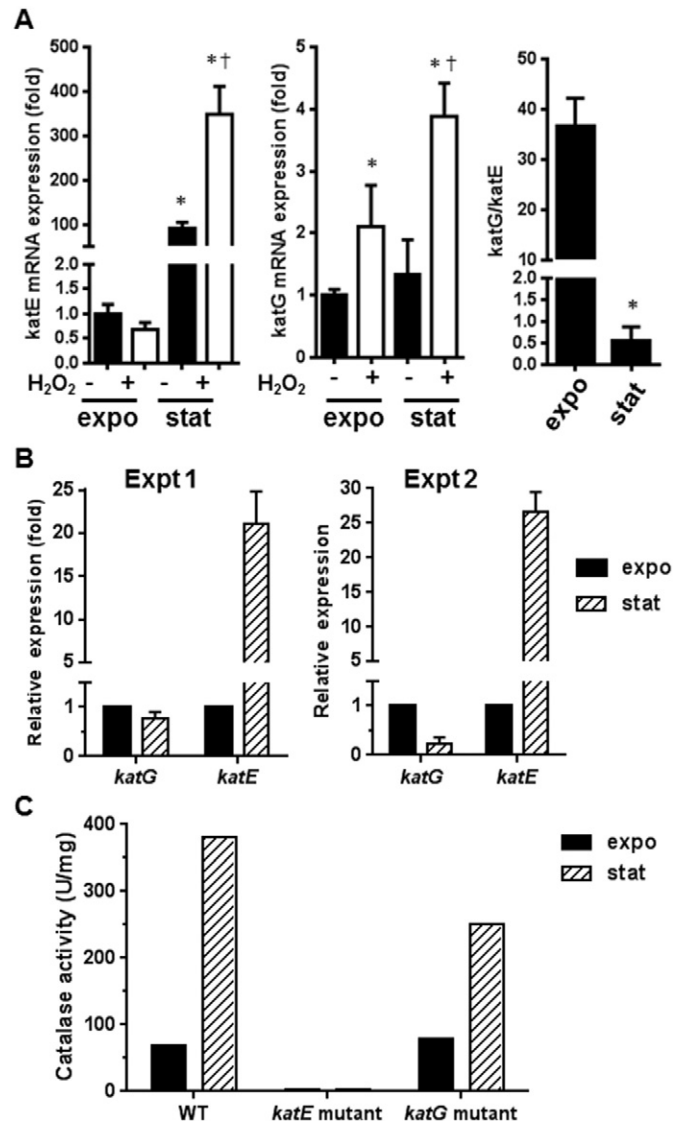 A
katE mRNA expression (fold)
500
400
300
200
100
2.0
1.5
1.0
0.5
0.0
*
*†
H2O2 - + - +
expo stat
katG mRNA expression (fold)
5
4
3
2
1
0
*
*†
H2O2 - + - +
expo stat
katG/katE
50
40
30
20
10
2.0
1.5
1.0
0.5
0.0
*
expo stat
B
Expt 1
Relative expression (fold)
25
20
15
10
5
1
0
katG katE
Expt 2
Relative expression
30
25
20
15
10
5
1
0
katG katE
expo
stat
C
Catalase activity (U/mg)
400
300
200
100
0
WT katE mutant katG mutant
expo
stat